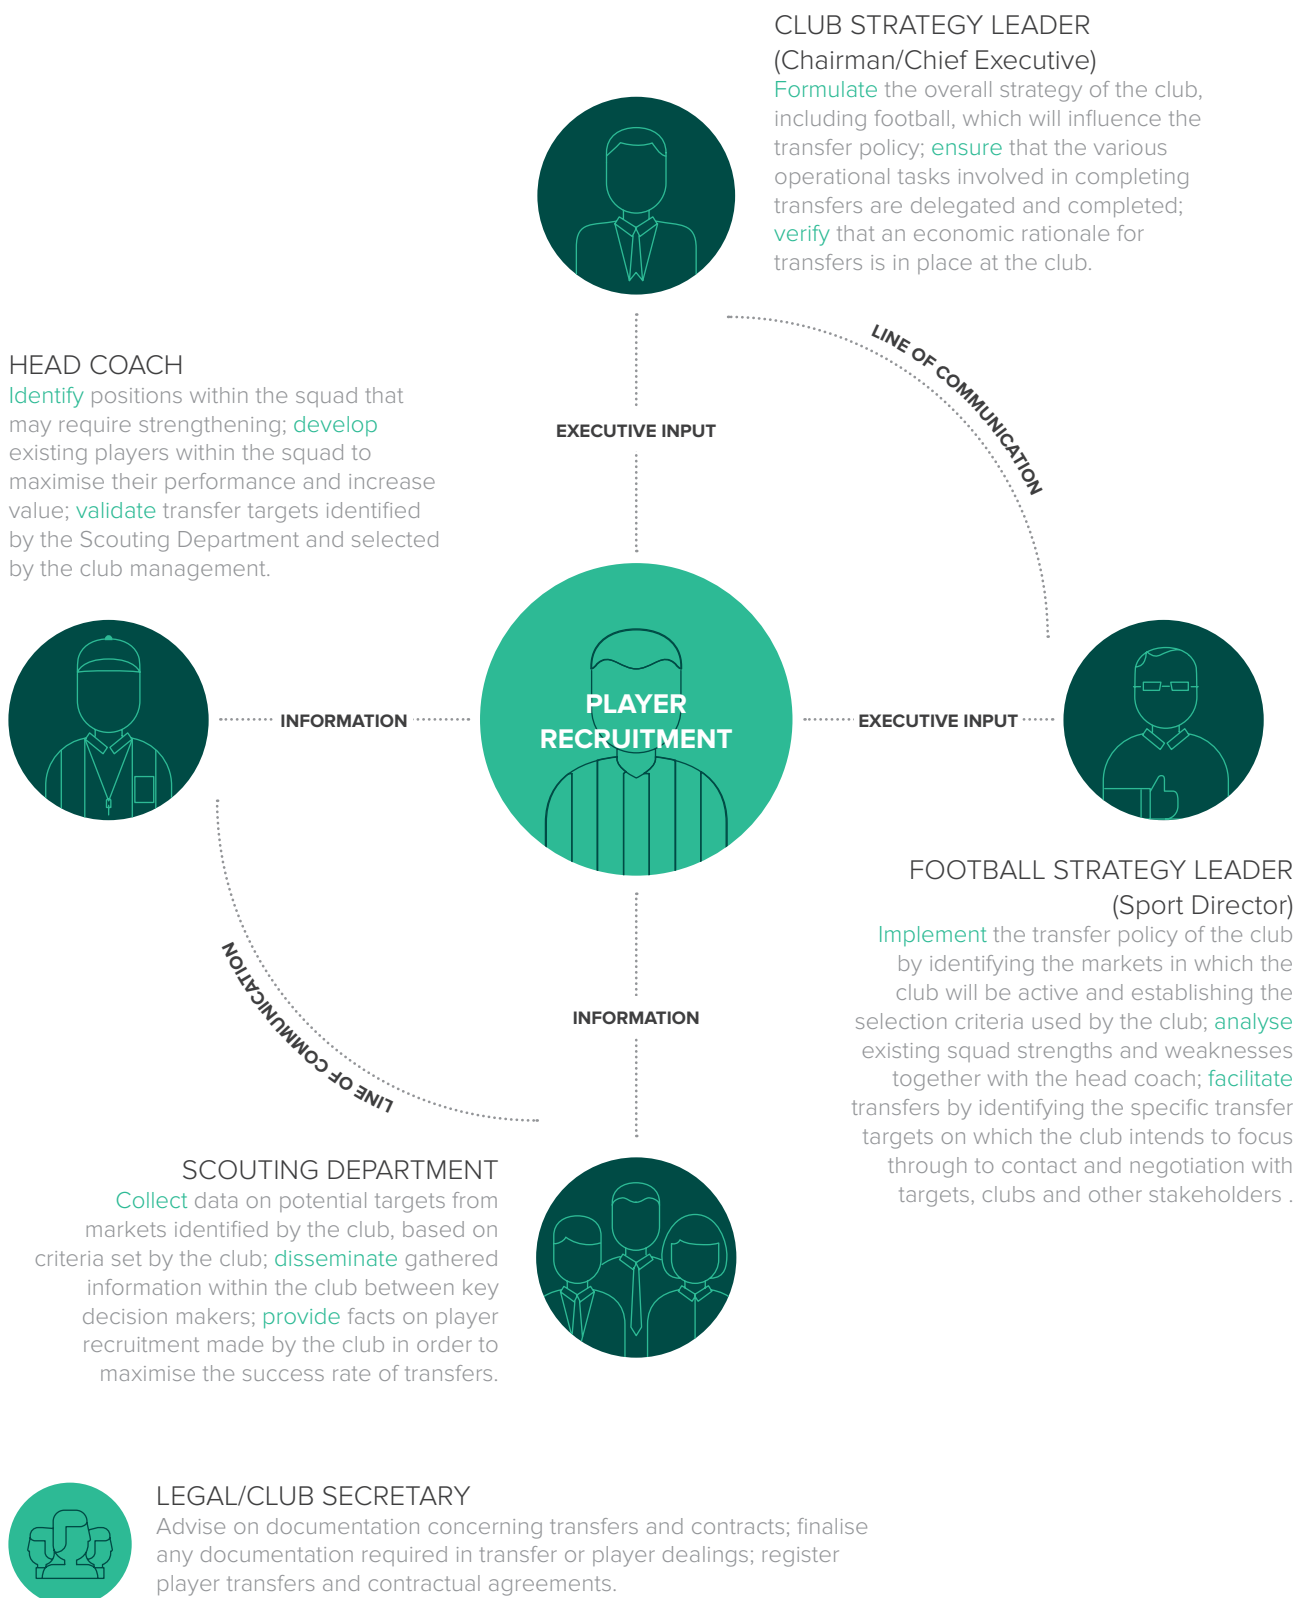 CLUB STRATEGY LEADER
(Chairman/Chief Executive)
Formulate the overall strategy of the club,
including football, which will influence the
transfer policy; ensure that the various
operational tasks involved in completing
transfers are delegated and completed;
verify that an economic rationale for
transfers is in place at the club.
LINE OF COMMUNICATION
HEAD COACH
Identify positions within the squad that
may require strengthening; develop
existing players within the squad to
maximise their performance and increase
value; validate transfer targets identified
by the Scouting Department and selected
by the club management.
EXECUTIVE INPUT
INFORMATION
PLAYER
RECRUITMENT
EXECUTIVE INPUT
FOOTBALL STRATEGY LEADER
(Sport Director)
Implement the transfer policy of the club
by identifying the markets in which the
club will be active and establishing the
selection criteria used by the club; analyse
existing squad strengths and weaknesses
together with the head coach; facilitate
transfers by identifying the specific transfer
targets on which the club intends to focus
through to contact and negotiation with
targets, clubs and other stakeholders .
LINE OF COMMUNICATION
INFORMATION
SCOUTING DEPARTMENT
Collect data on potential targets from
markets identified by the club, based on
criteria set by the club; disseminate gathered
information within the club between key
decision makers; provide facts on player
recruitment made by the club in order to
maximise the success rate of transfers.
LEGAL/CLUB SECRETARY
Advise on documentation concerning transfers and contracts; finalise
any documentation required in transfer or player dealings; register
player transfers and contractual agreements.